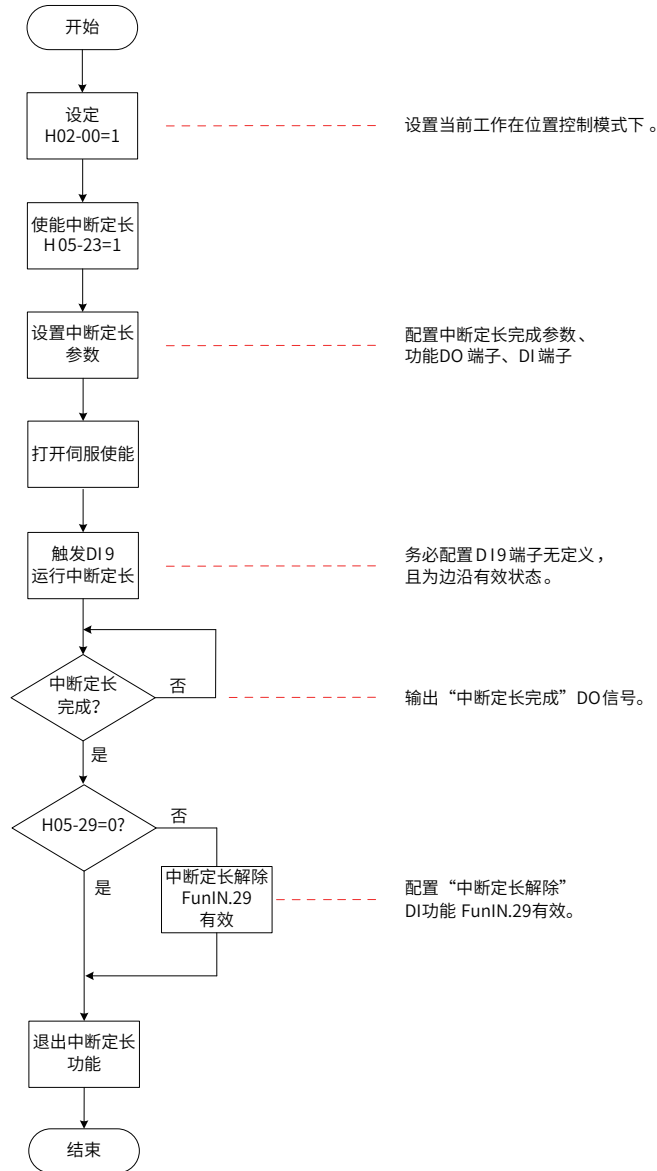 开始
设定
H02-00=1
设置当前工作在位置控制模式下 。
使能中断定长
H05-23=1
设置中断定长
参数
配置中断定长完成参数、
功能DO 端子、DI 端子
打开伺服使能
触发DI9
运行中断定长
务必配置DI9端子无定义，
且为边沿有效状态。
中断定长
完成？
否
输出“中断定长完成”DO信号。
是
H05-29=0?
否
是
中断定长解除
FunIN.29
有效
配置“中断定长解除”
DI功能 FunIN.29有效。
退出中断定长
功能
结束